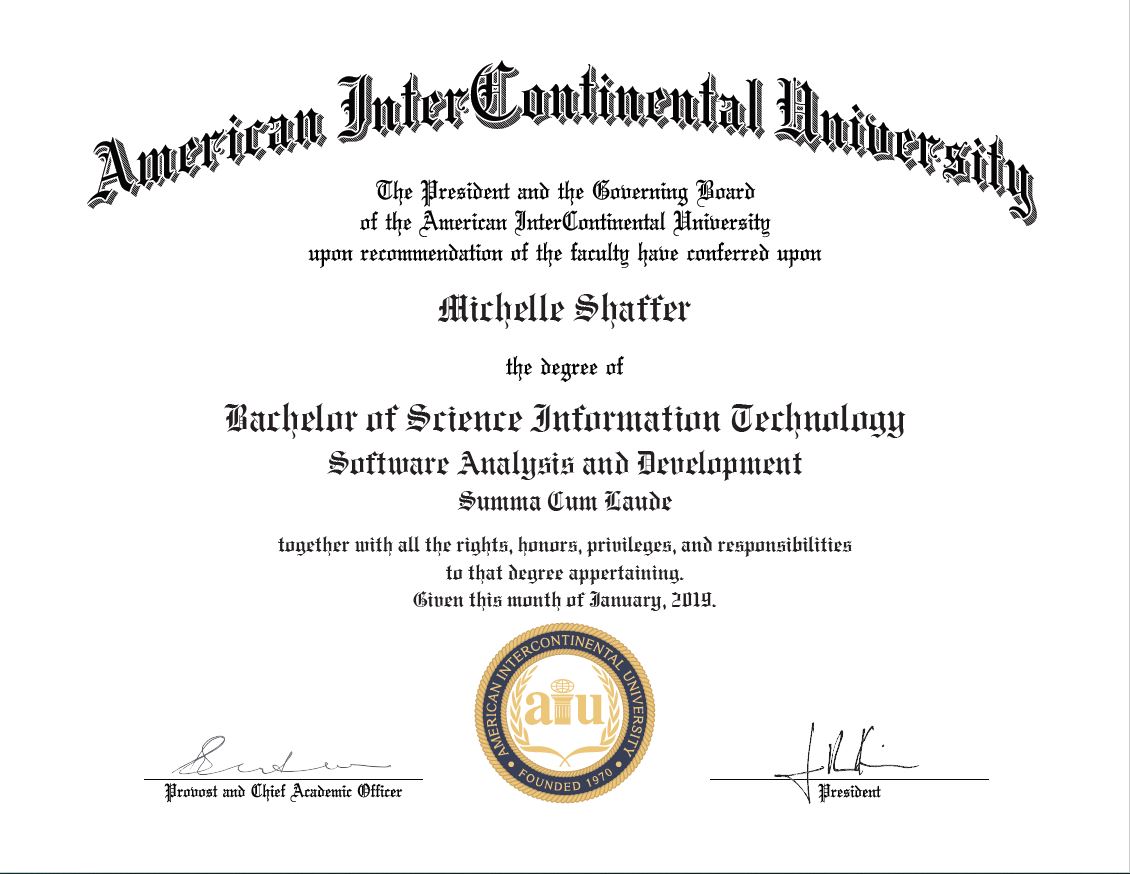 American InterContinental University
The President and the Governing Board
of the American InterContinental University
upon recommendation of the faculty have conferred upon
Michelle Shaffer
the degree of
Bachelor of Science Information Technology
Software Analysis and Development
Summa Cum Laude
together with all the rights, honors, privileges, and responsibilities
to that degree appertaining.
Given this month of January, 2019.
AMERICAN INTERCONTINENTAL UNIVERSITY
aiu
• FOUNDED 1970 •
Provost and Chief Academic Officer
President